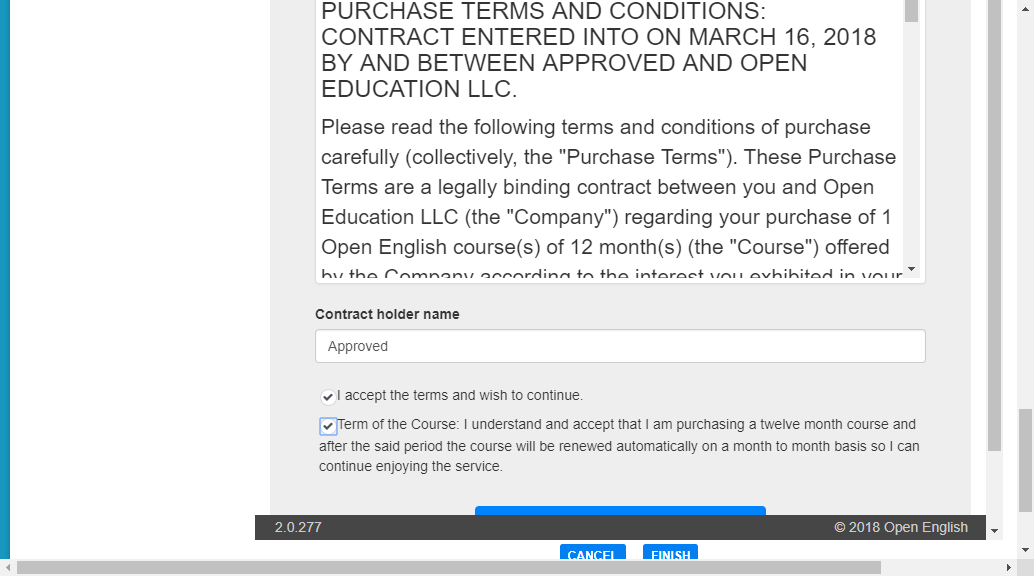 PURCHASE TERMS AND CONDITIONS:
CONTRACT ENTERED INTO ON MARCH 16, 2018
BY AND BETWEEN APPROVED AND OPEN
EDUCATION LLC.
Please read the following terms and conditions of purchase
carefully (collectively, the "Purchase Terms"). These Purchase
Terms are a legally binding contract between you and Open
Education LLC (the "Company") regarding your purchase of 1
Open English course(s) of 12 month(s) (the "Course") offered
by the Company according to the interest you exhibited in your
Contract holder name
Approved
I accept the terms and wish to continue.
Term of the Course: I understand and accept that I am purchasing a twelve month course and
after the said period the course will be renewed automatically on a month to month basis so I can
continue enjoying the service.
2.0.277 © 2018 Open English
CANCEL FINISH